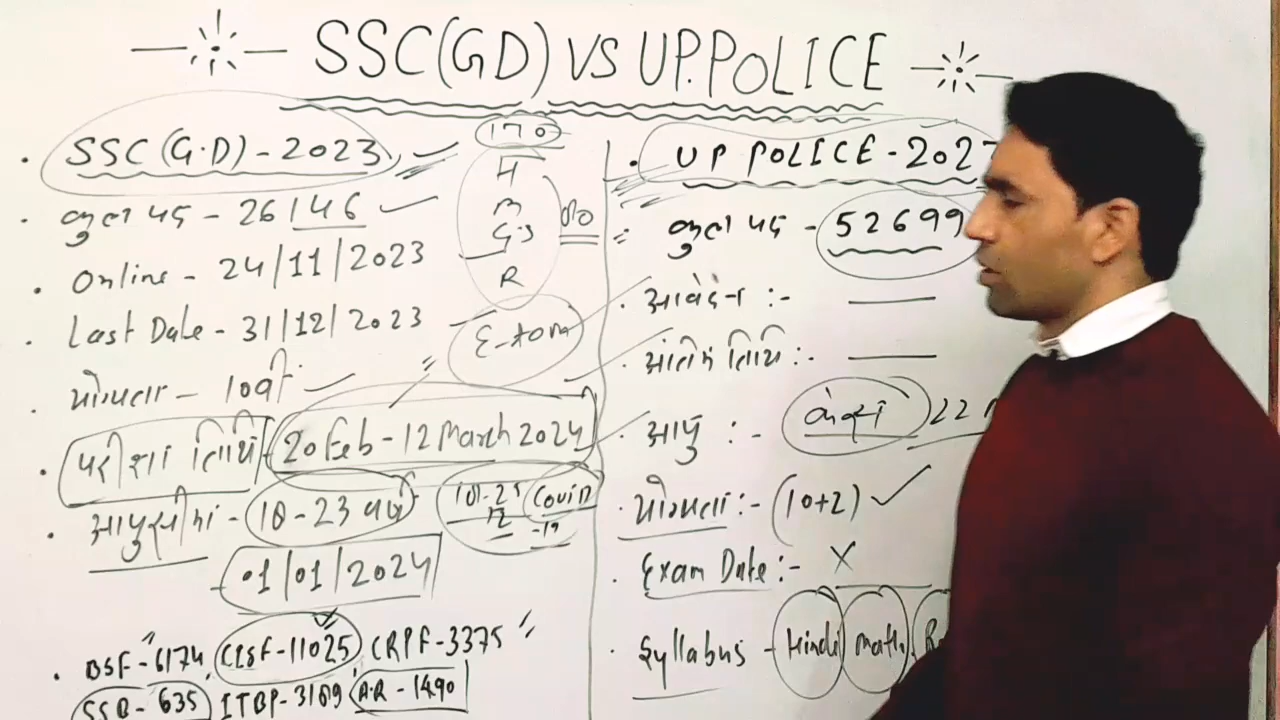 SSC(GD) VS UP.POLICE
SSC (G.D) - 2023
कुल पद - 26146
Online - 24/11/2023
Last Date - 31/12/2023
योग्यता - 10वीं
परीक्षा तिथि - 20 Feb - 12 March 2024
आयु सीमा - 18-23 वर्ष
01/01/2024
BSF - 6174, CISF - 11025, CRPF - 3375
SSB - 635, ITBP - 3189, A.R - 1490
170
H
M
G.S
R
Covid
-19
UP POLICE - 202
कुल पद - 52699
आवेदन :-
अंतिम तिथि :-
आयु :- 22
योग्यता :- (10+2)
Exam Date :- X
Syllabus - Hindi, Math,